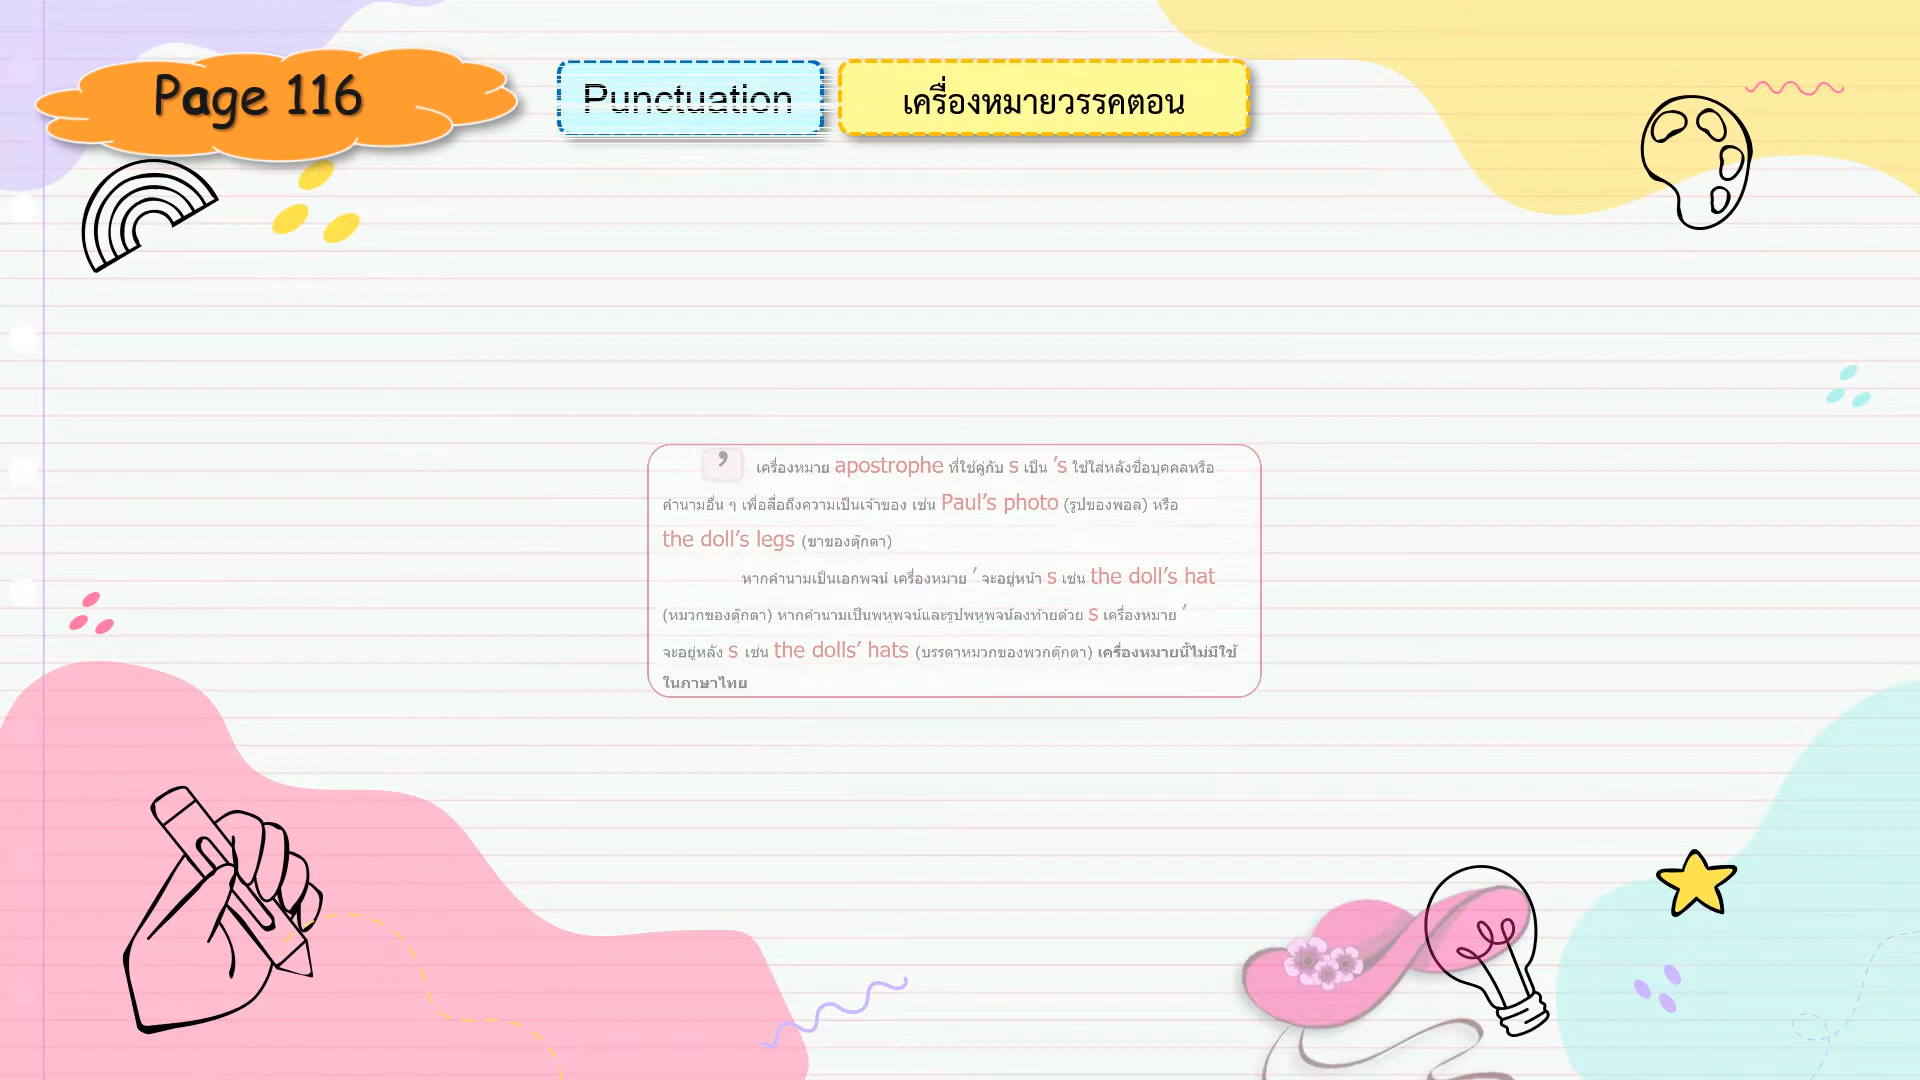 Page 116
Punctuation
เครื่องหมายวรรคตอน
’ เครื่องหมาย apostrophe ที่ใช้คู่กับ s เป็น ’s ใช้ใส่หลังชื่อบุคคลหรือ
คำนามอื่น ๆ เพื่อสื่อถึงความเป็นเจ้าของ เช่น Paul’s photo (รูปของพอล) หรือ
the doll’s legs (ขาของตุ๊กตา)
หากคำนามเป็นเอกพจน์ เครื่องหมาย ’ จะอยู่หน้า s เช่น the doll’s hat
(หมวกของตุ๊กตา) หากคำนามเป็นพหูพจน์และรูปพหูพจน์ลงท้ายด้วย s เครื่องหมาย ’
จะอยู่หลัง s เช่น the dolls’ hats (บรรดาหมวกของพวกตุ๊กตา) เครื่องหมายนี้ไม่มีใช้
ในภาษาไทย